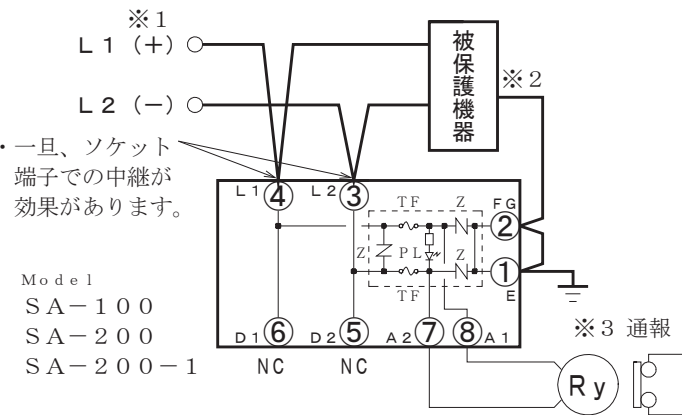 ※1
L1(+)
L2(−)
被保護機器
※2
・一旦、ソケット
端子での中継が
効果があります。
L1 ④
L2 ③
TF
Z
FG
②
Z
PL
Z
TF
①
E
Model
SA−100
SA−200
SA−200−1
D1 ⑥
D2 ⑤
A2 ⑦
⑧ A1
NC
NC
※3 通報
Ry